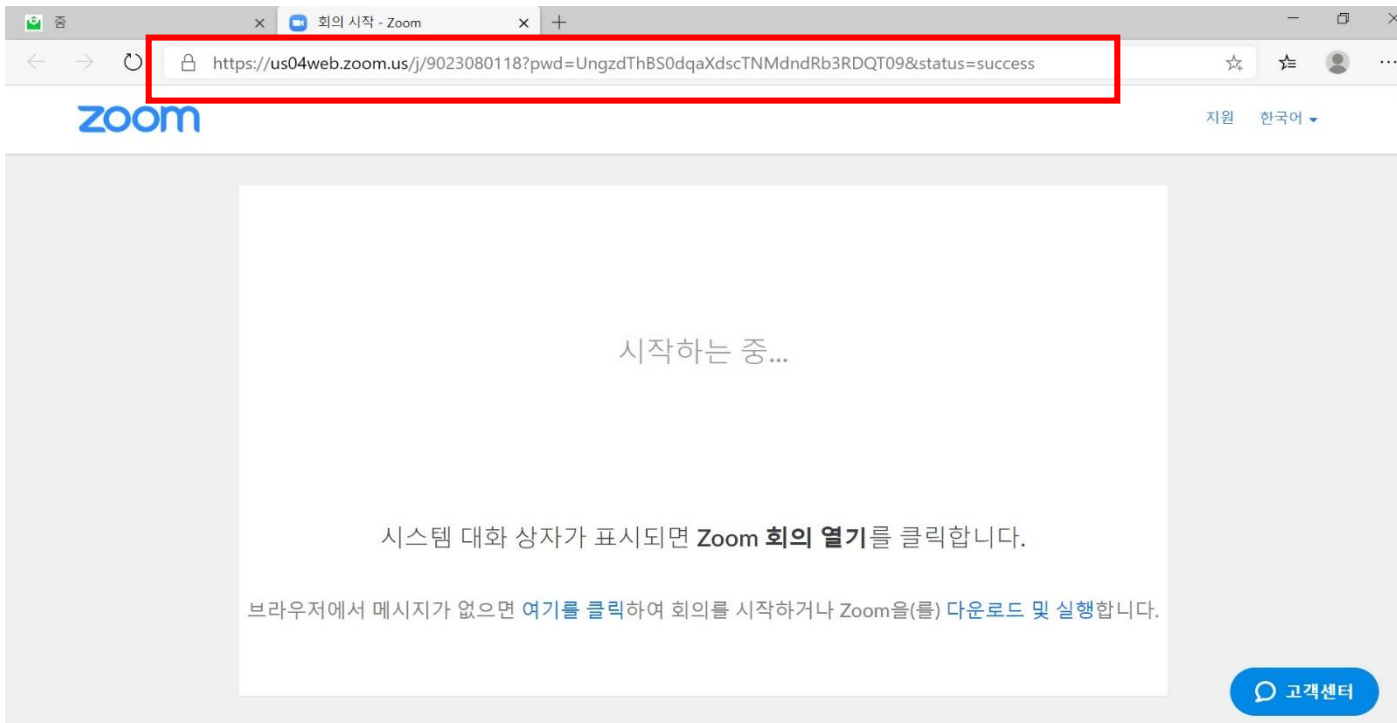 줌
회의 시작 - Zoom
https://us04web.zoom.us/j/9023080118?pwd=UngzdThBS0dqaXdscTNMdndRb3RDQT09&status=success
zoom
지원 한국어
시작하는 중...
시스템 대화 상자가 표시되면 Zoom 회의 열기를 클릭합니다.
브라우저에서 메시지가 없으면 여기를 클릭하여 회의를 시작하거나 Zoom을(를) 다운로드 및 실행합니다.
고객센터